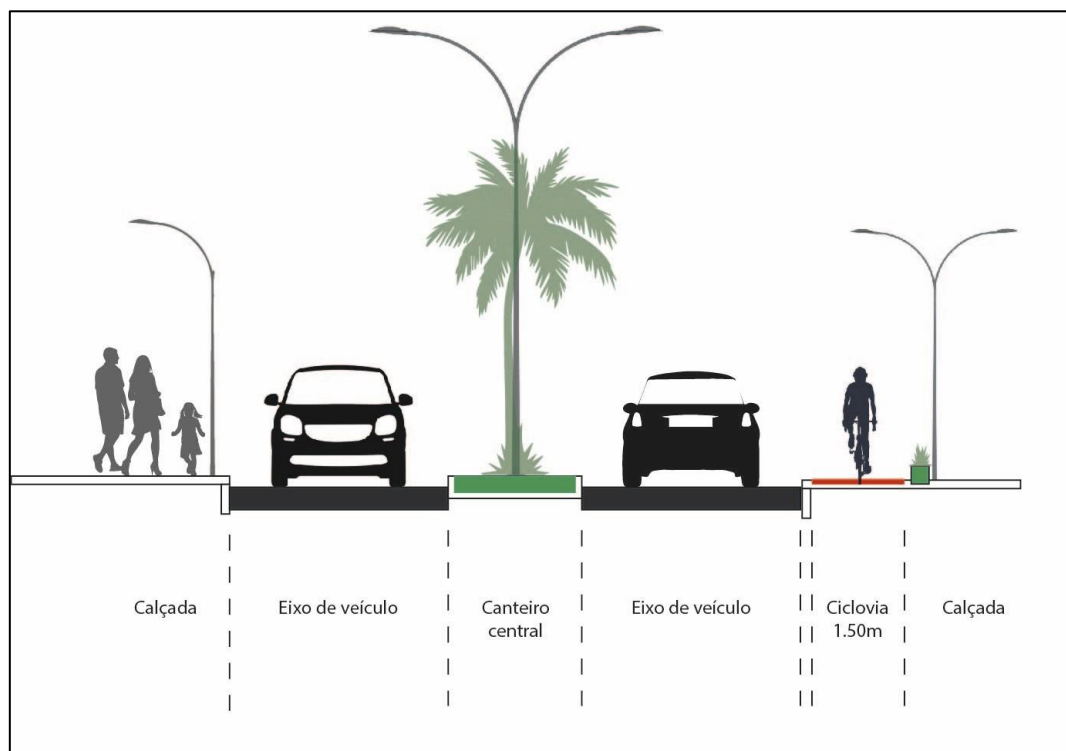 Calçada
Eixo de veículo
Canteiro
central
Eixo de veículo
Ciclovia
1.50m
Calçada